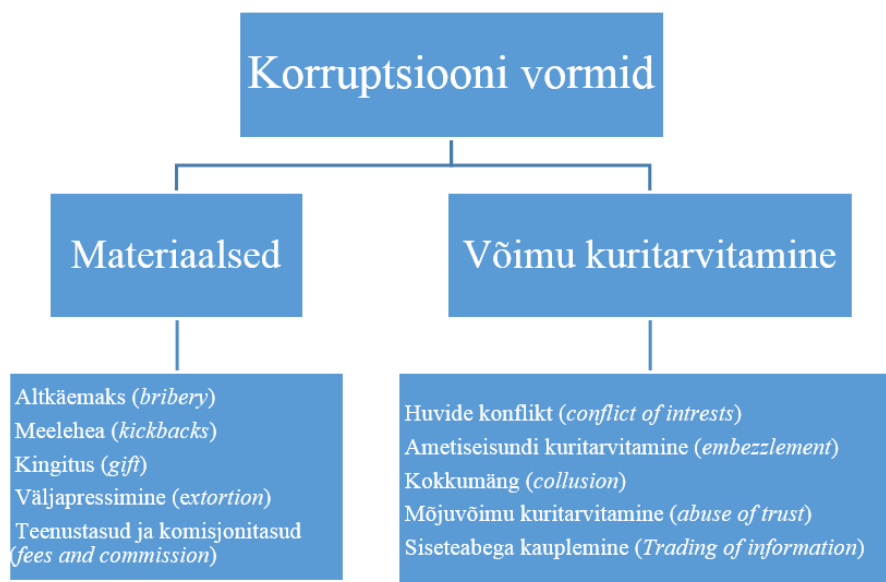 Korruptsiooni vormid
Materiaalsed
Võimu kuritarvitamine
Altkäemaks (bribery)
Meelehea (kickbacks)
Kingitus (gift)
Väljapressimine (extortion)
Teenustasud ja komisjonitasud
(fees and commission)
Huvide konflikt (conflict of intrests)
Ametiseisundi kuritarvitamine (embezzlement)
Kokkumäng (collusion)
Mõjuvõimu kuritarvitamine (abuse of trust)
Siseteabega kauplemine (Trading of information)